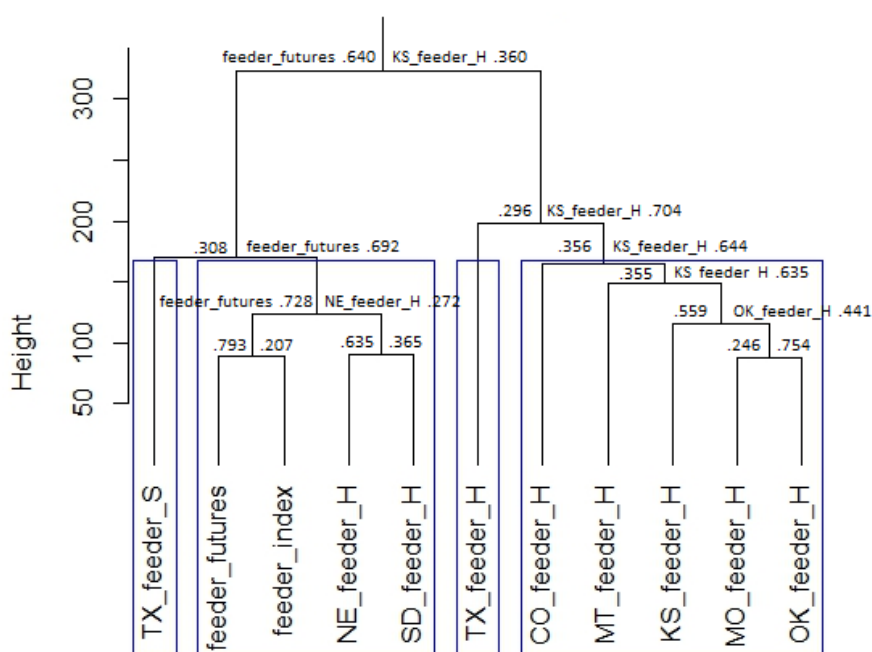 feeder_futures .640 KS_feeder_H .360
300
.296 KS_feeder_H .704
200
.308 feeder_futures .692
.356 KS_feeder_H .644
.355 KS feeder H .635
feeder_futures .728 NE_feeder_H .272
.559 OK_feeder_H .441
.793 .207
.635 .365
.246 .754
100
50
Height
TX_feeder_S
feeder_futures
feeder_index
NE_feeder_H
SD_feeder_H
TX_feeder_H
CO_feeder_H
MT_feeder_H
KS_feeder_H
MO_feeder_H
OK_feeder_H